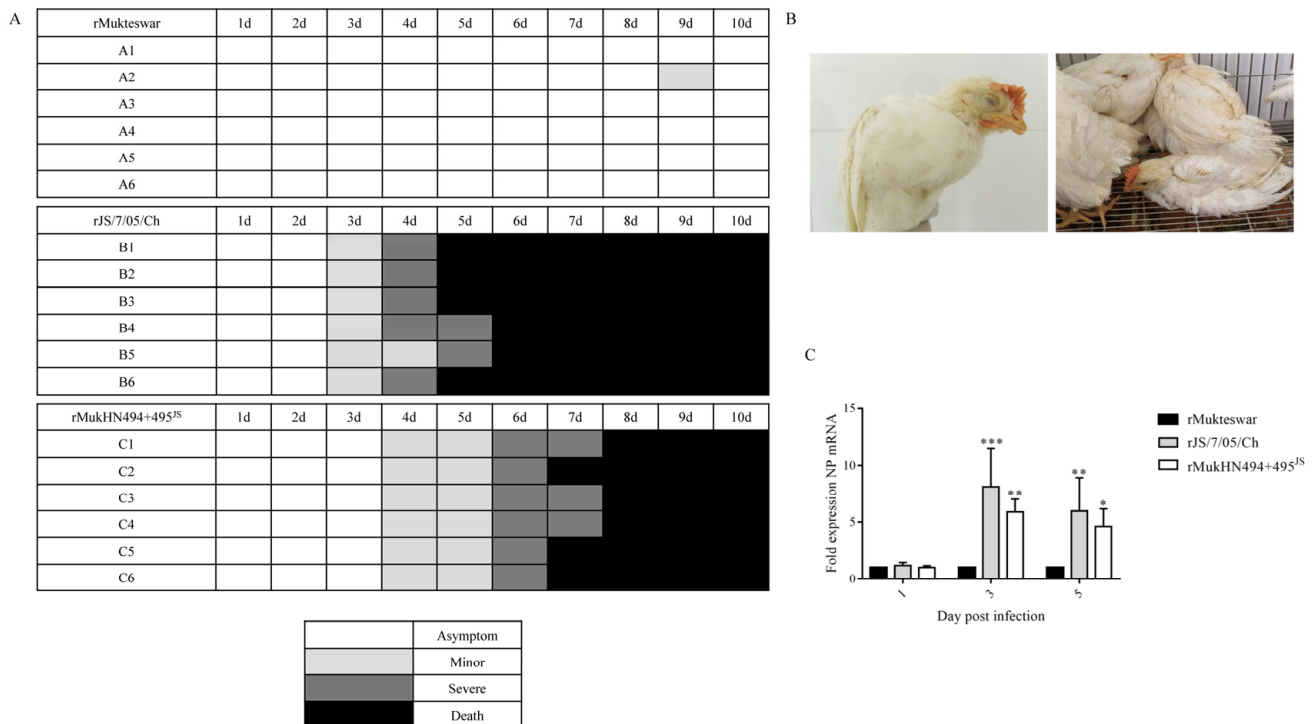 A
rMukteswar 1d 2d 3d 4d 5d 6d 7d 8d 9d 10d
A1
A2
A3
A4
A5
A6
rJS/7/05/Ch 1d 2d 3d 4d 5d 6d 7d 8d 9d 10d
B1
B2
B3
B4
B5
B6
rMukHN494+495JS 1d 2d 3d 4d 5d 6d 7d 8d 9d 10d
C1
C2
C3
C4
C5
C6
Asymptom
Minor
Severe
Death
B
C
Fold expression NP mRNA
15
10
5
0
***
**
**
*
1 3 5
Day post infection
rMukteswar
rJS/7/05/Ch
rMukHN494+495JS